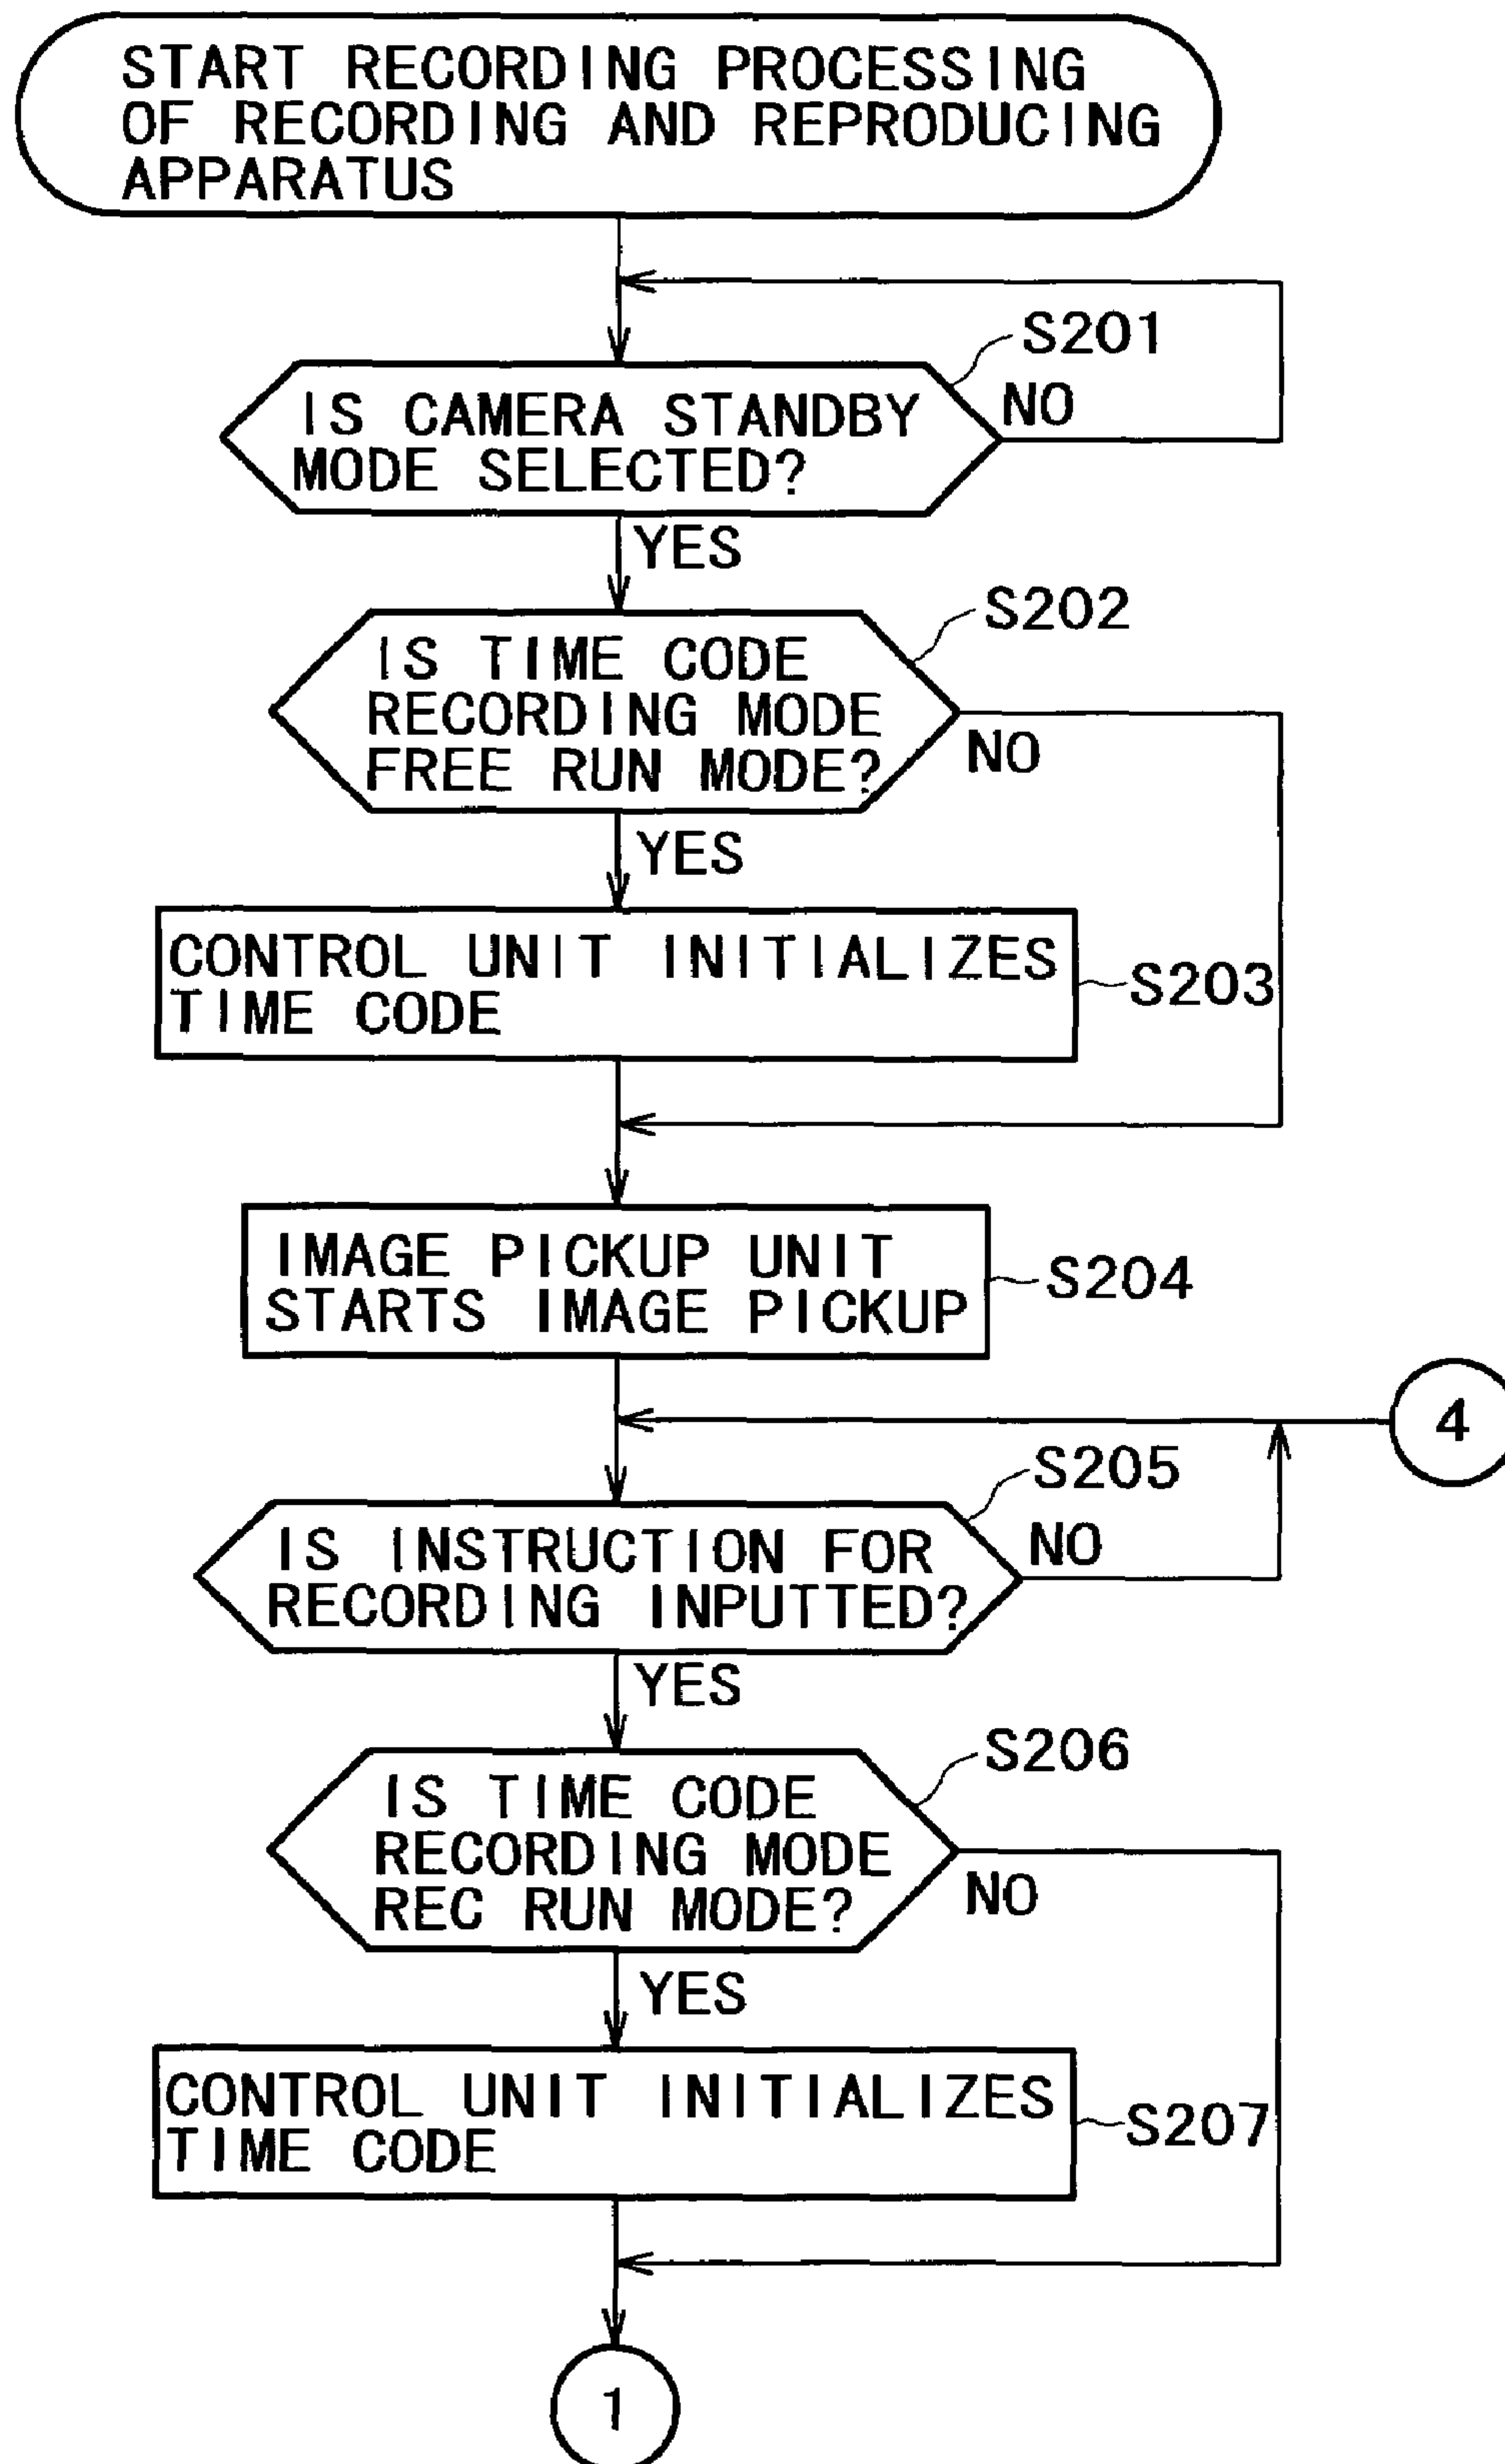 START RECORDING PROCESSING
OF RECORDING AND REPRODUCING
APPARATUS
S201
IS CAMERA STANDBY
MODE SELECTED?
NO
YES
S202
IS TIME CODE
RECORDING MODE
FREE RUN MODE?
NO
YES
CONTROL UNIT INITIALIZES
TIME CODE
S203
IMAGE PICKUP UNIT
STARTS IMAGE PICKUP
S204
4
S205
IS INSTRUCTION FOR
RECORDING INPUTTED?
NO
YES
S206
IS TIME CODE
RECORDING MODE
REC RUN MODE?
NO
YES
CONTROL UNIT INITIALIZES
TIME CODE
S207
1